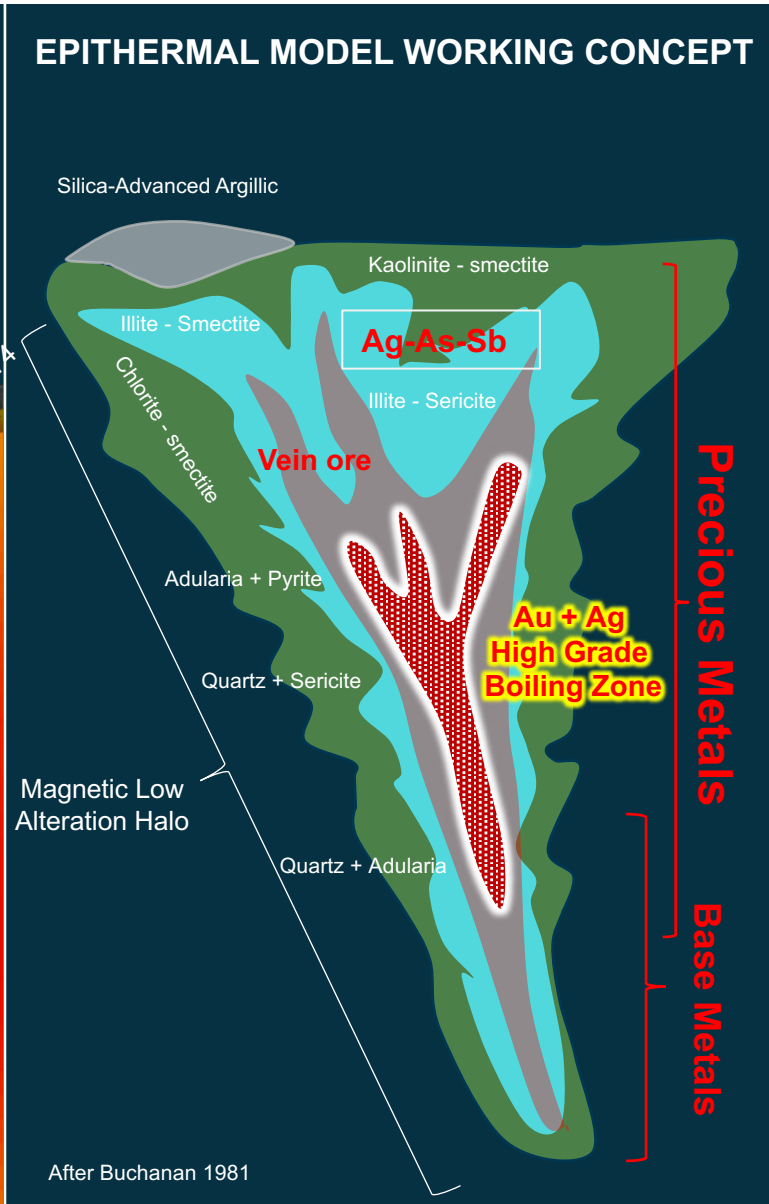 EPITHERMAL MODEL WORKING CONCEPT
Silica-Advanced Argillic
Kaolinite - smectite
Illite - Smectite
Ag-As-Sb
Chlorite - smectite
Illite - Sericite
Vein ore
Precious Metals
Adularia + Pyrite
Au + Ag
High Grade
Boiling Zone
Quartz + Sericite
Magnetic Low
Alteration Halo
Quartz + Adularia
Base Metals
After Buchanan 1981